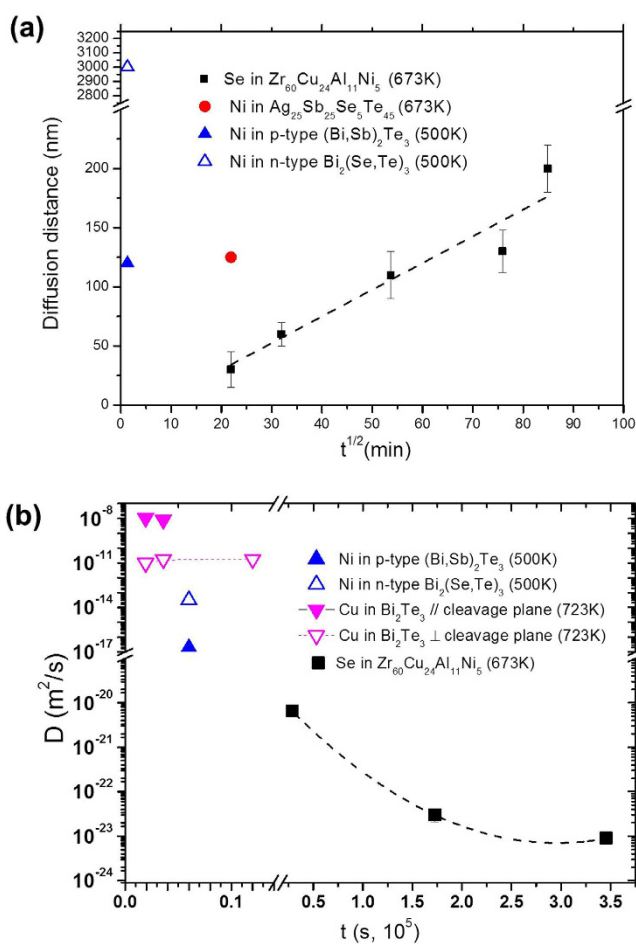 (a)
3100
3000
2900
200
150
100
50
0
Diffusion distance (nm)
Se in Zr₆₀Cu₂₄Al₁₁Ni₅ (673K)
Ni in Ag₂₅Sb₂₅Se₅Te₄₅ (673K)
Ni in p-type (Bi,Sb)₂Te₃ (500K)
Ni in n-type Bi₂(Se,Te)₃ (500K)
0 10 20 30 40 50 60 70 80 90 100
t¹/²(min)
(b)
10⁻⁸
10⁻¹¹
10⁻¹⁴
10⁻¹⁷
10⁻²⁰
10⁻²¹
10⁻²²
10⁻²³
10⁻²⁴
D (m²/s)
Ni in p-type (Bi,Sb)₂Te₃ (500K)
Ni in n-type Bi₂(Se,Te)₃ (500K)
Cu in Bi₂Te₃ // cleavage plane (723K)
Cu in Bi₂Te₃ ⊥ cleavage plane (723K)
Se in Zr₆₀Cu₂₄Al₁₁Ni₅ (673K)
0.0 0.1 0.5 1.0 1.5 2.0 2.5 3.0 3.5
t (s, 10⁵)